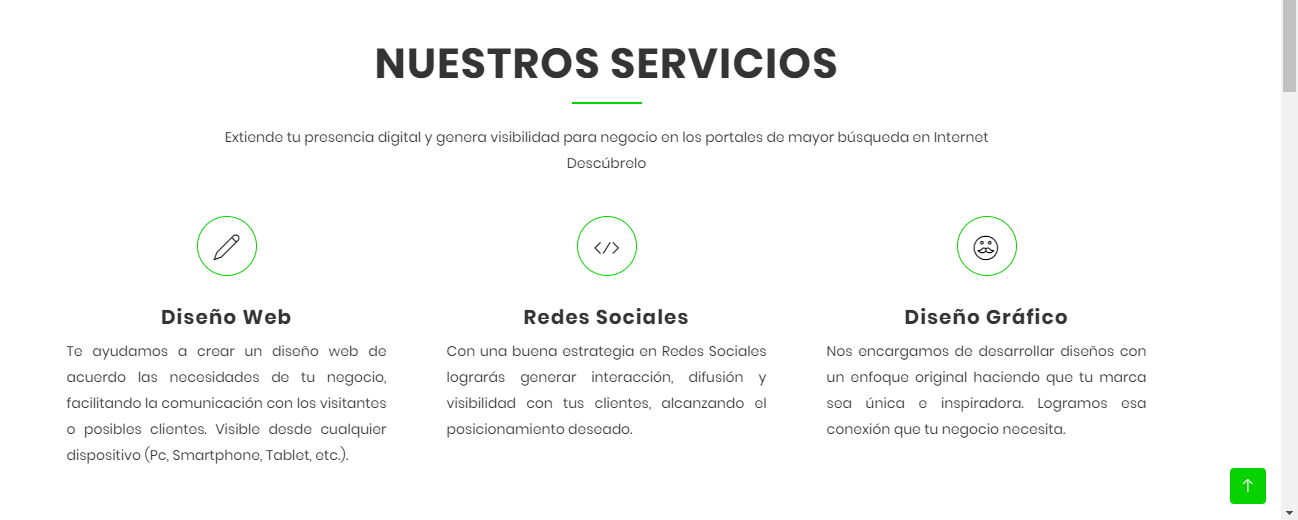 NUESTROS SERVICIOS
Extiende tu presencia digital y genera visibilidad para negocio en los portales de mayor búsqueda en Internet
Descúbrelo
Diseño Web
Te ayudamos a crear un diseño web de
acuerdo las necesidades de tu negocio,
facilitando la comunicación con los visitantes
o posibles clientes. Visible desde cualquier
dispositivo (Pc, Smartphone, Tablet, etc.).
Redes Sociales
Con una buena estrategia en Redes Sociales
lograrás generar interacción, difusión y
visibilidad con tus clientes, alcanzando el
posicionamiento deseado.
Diseño Gráfico
Nos encargamos de desarrollar diseños con
un enfoque original haciendo que tu marca
sea única e inspiradora. Logramos esa
conexión que tu negocio necesita.